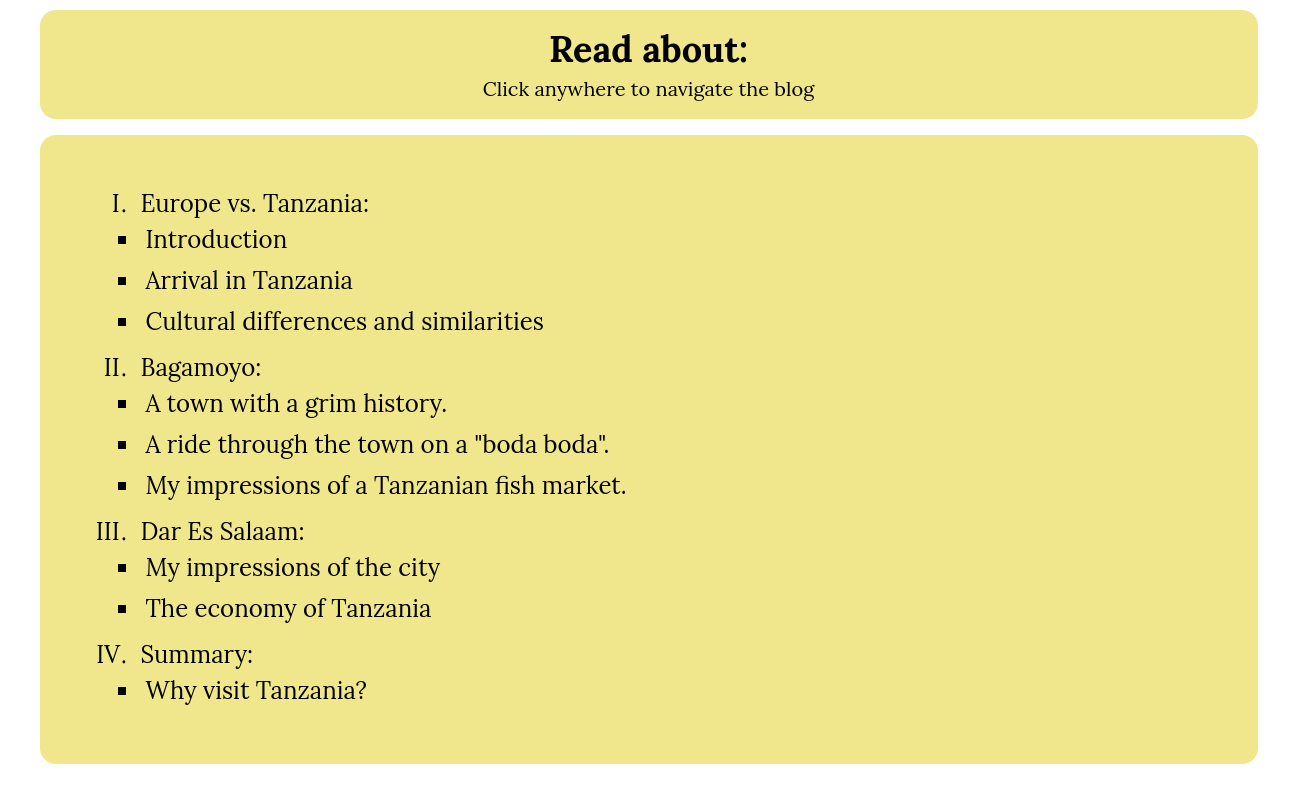 Read about:
Click anywhere to navigate the blog
I. Europe vs. Tanzania:
▪ Introduction
▪ Arrival in Tanzania
▪ Cultural differences and similarities
II. Bagamoyo:
▪ A town with a grim history.
▪ A ride through the town on a "boda boda".
▪ My impressions of a Tanzanian fish market.
III. Dar Es Salaam:
▪ My impressions of the city
▪ The economy of Tanzania
IV. Summary:
▪ Why visit Tanzania?